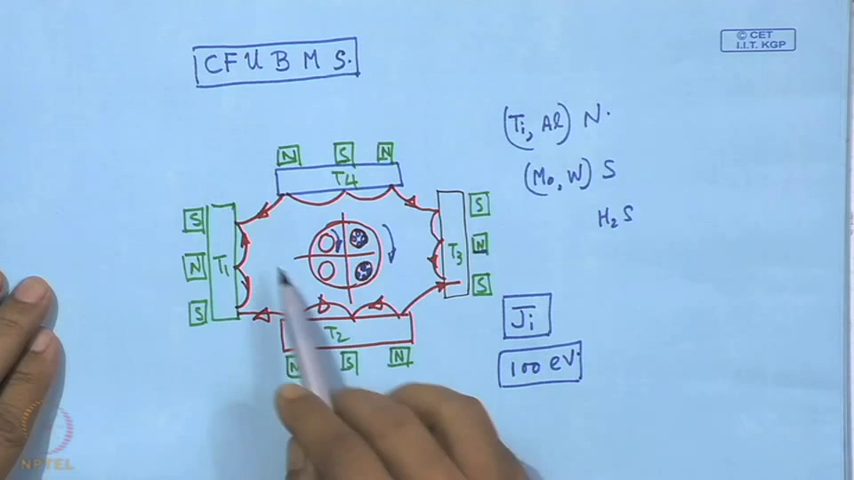 © CET
I.I.T. KGP
CFUBMS.
(Ti, Al) N.
(Mo, W) S
H₂S
N S N
T4
S
N
S
T1
T3
S
N
S
T2
N S N
Ji
100 eV.
NPTEL